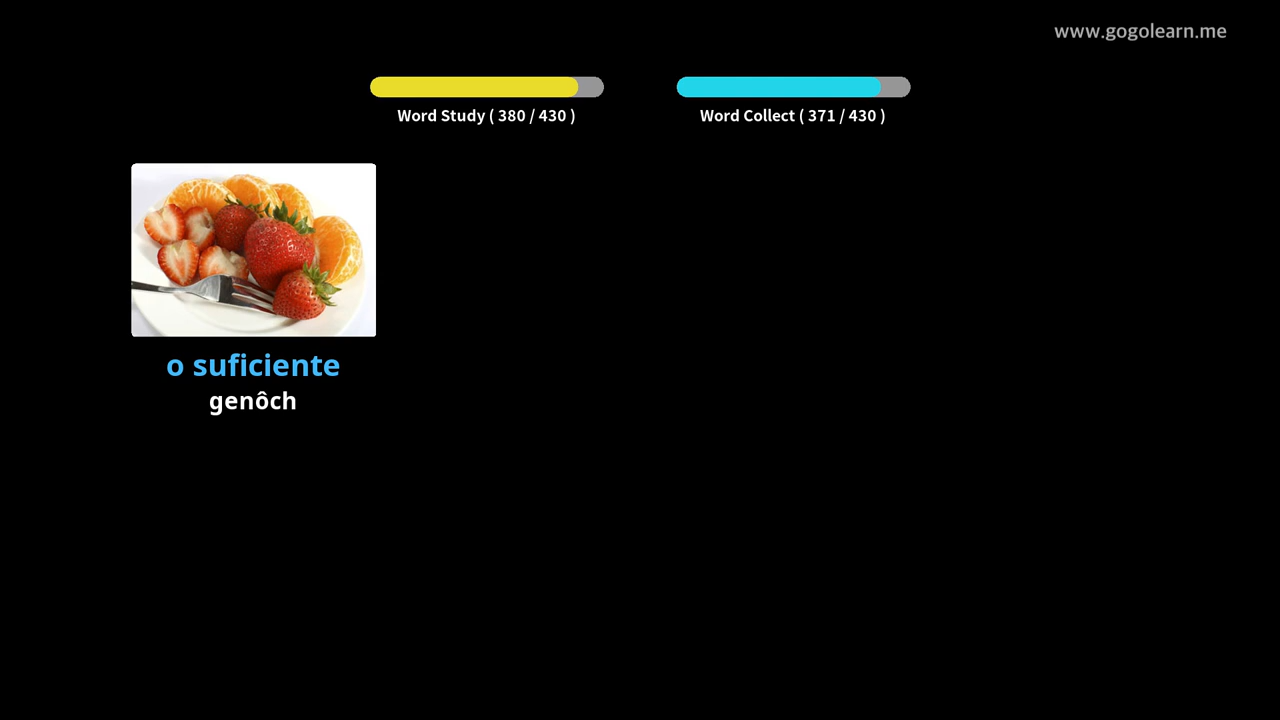 www.gogolearn.me
Word Study ( 380 / 430 )
Word Collect ( 371 / 430 )
o suficiente
genôch